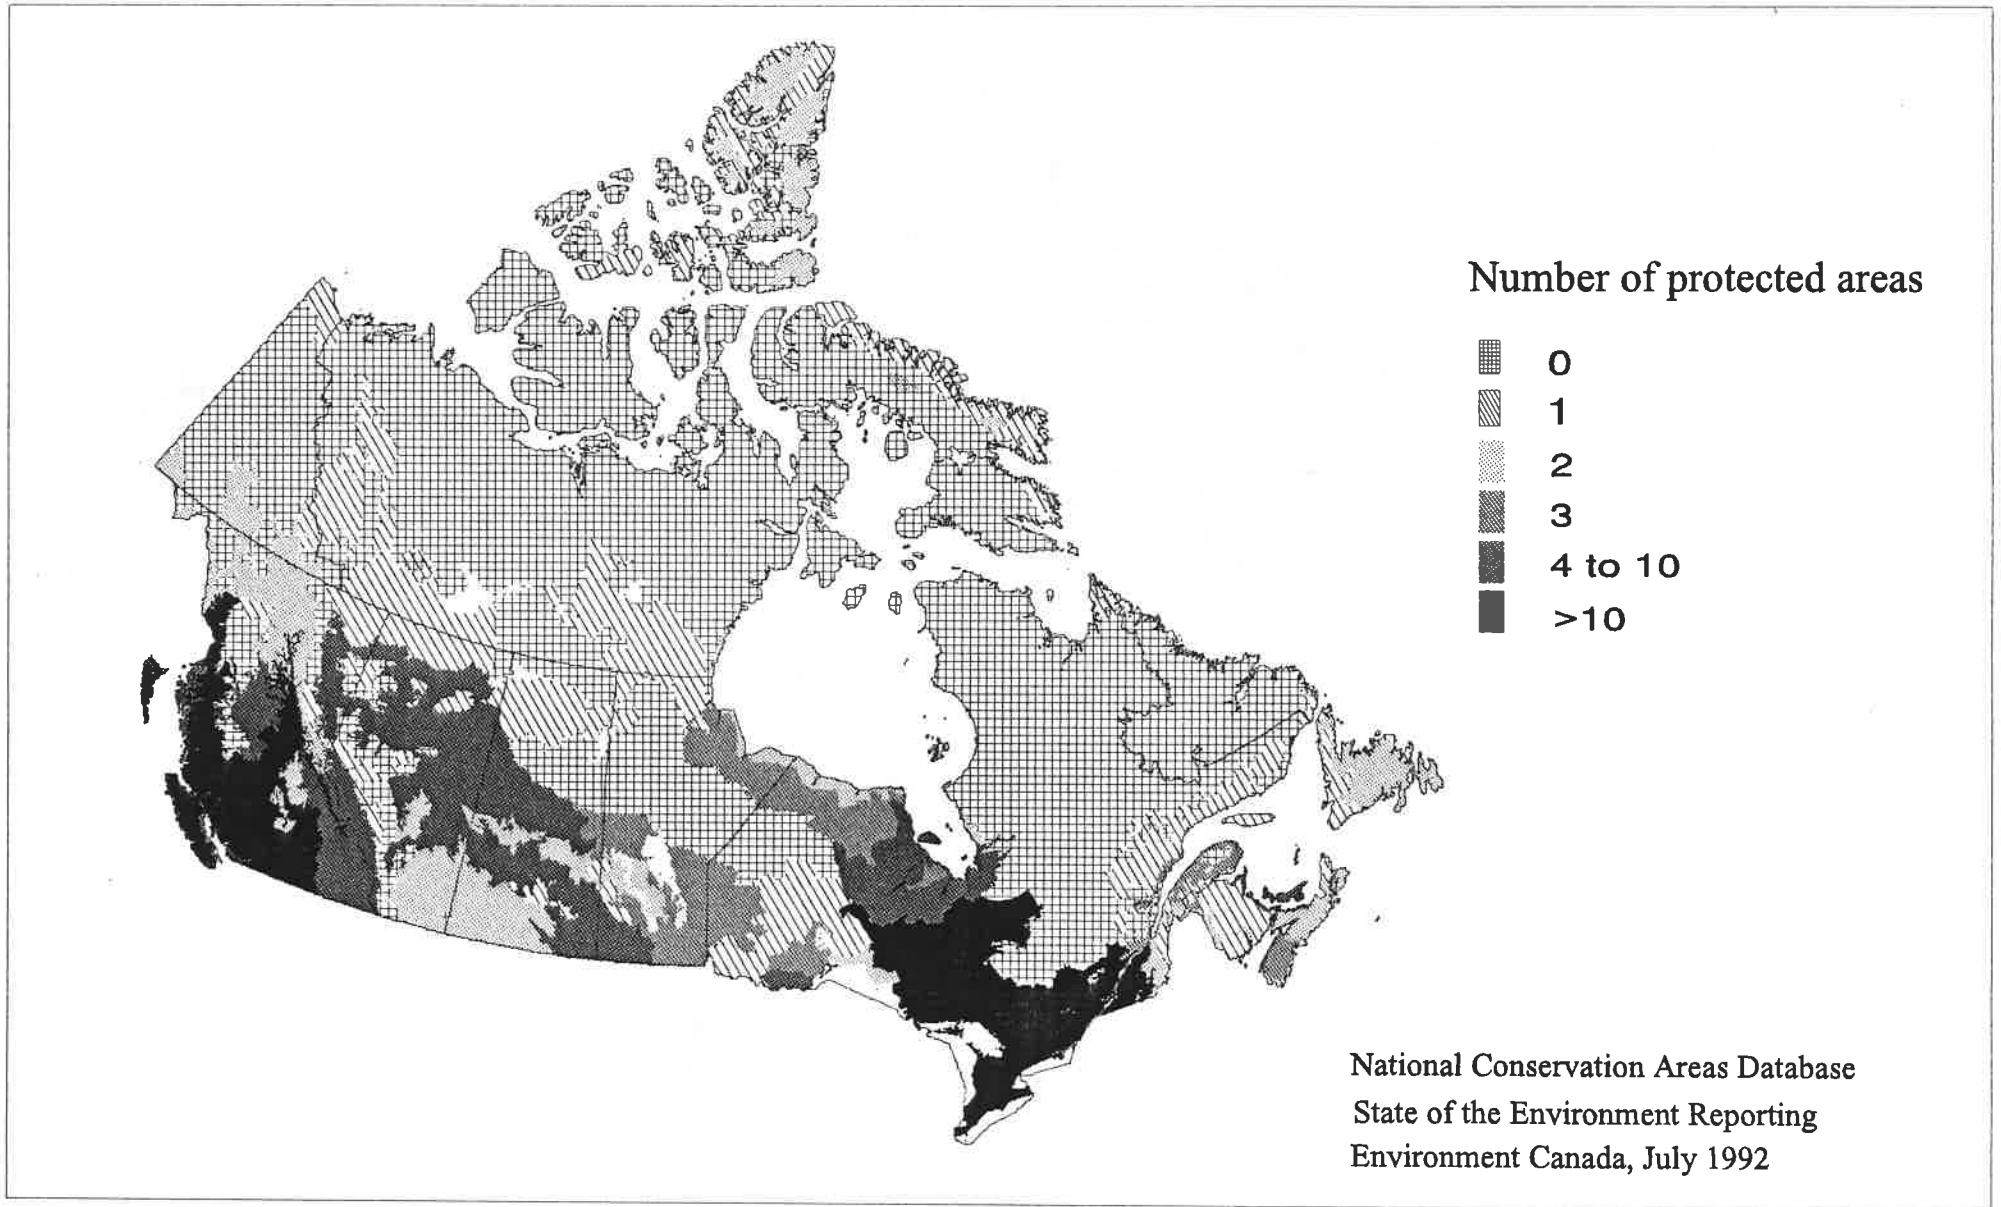 Number of protected areas
0
1
2
3
4 to 10
>10
National Conservation Areas Database
State of the Environment Reporting
Environment Canada, July 1992